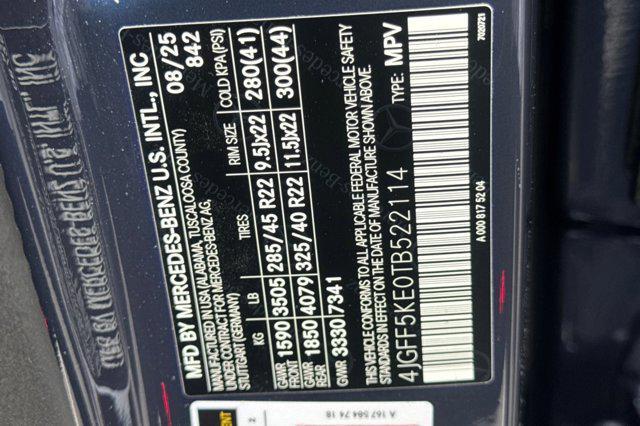 MFD BY MERCEDES-BENZ U.S. INTL., INC
MANUFACTURED IN USA (ALABAMA, TUSCALOOSA COUNTY)
UNDER CONTRACT FOR MERCEDES-BENZ AG,
STUTTGART (GERMANY)
08/25
842
KG LB TIRES RIM SIZE COLD KPA (PSI)
GAWR FRONT 1590 3505 285/45 R22 9.5Jx22 280(41)
GAWR REAR 1850 4079 325/40 R22 11.5Jx22 300(44)
GVWR 3330 7341
THIS VEHICLE CONFORMS TO ALL APPLICABLE FEDERAL MOTOR VEHICLE SAFETY
STANDARDS IN EFFECT ON THE DATE OF MANUFACTURE SHOWN ABOVE.
TYPE: MPV
4JGFF5KE0TB522114
A 000 817 52 04
7020721
A 167 584 74 18